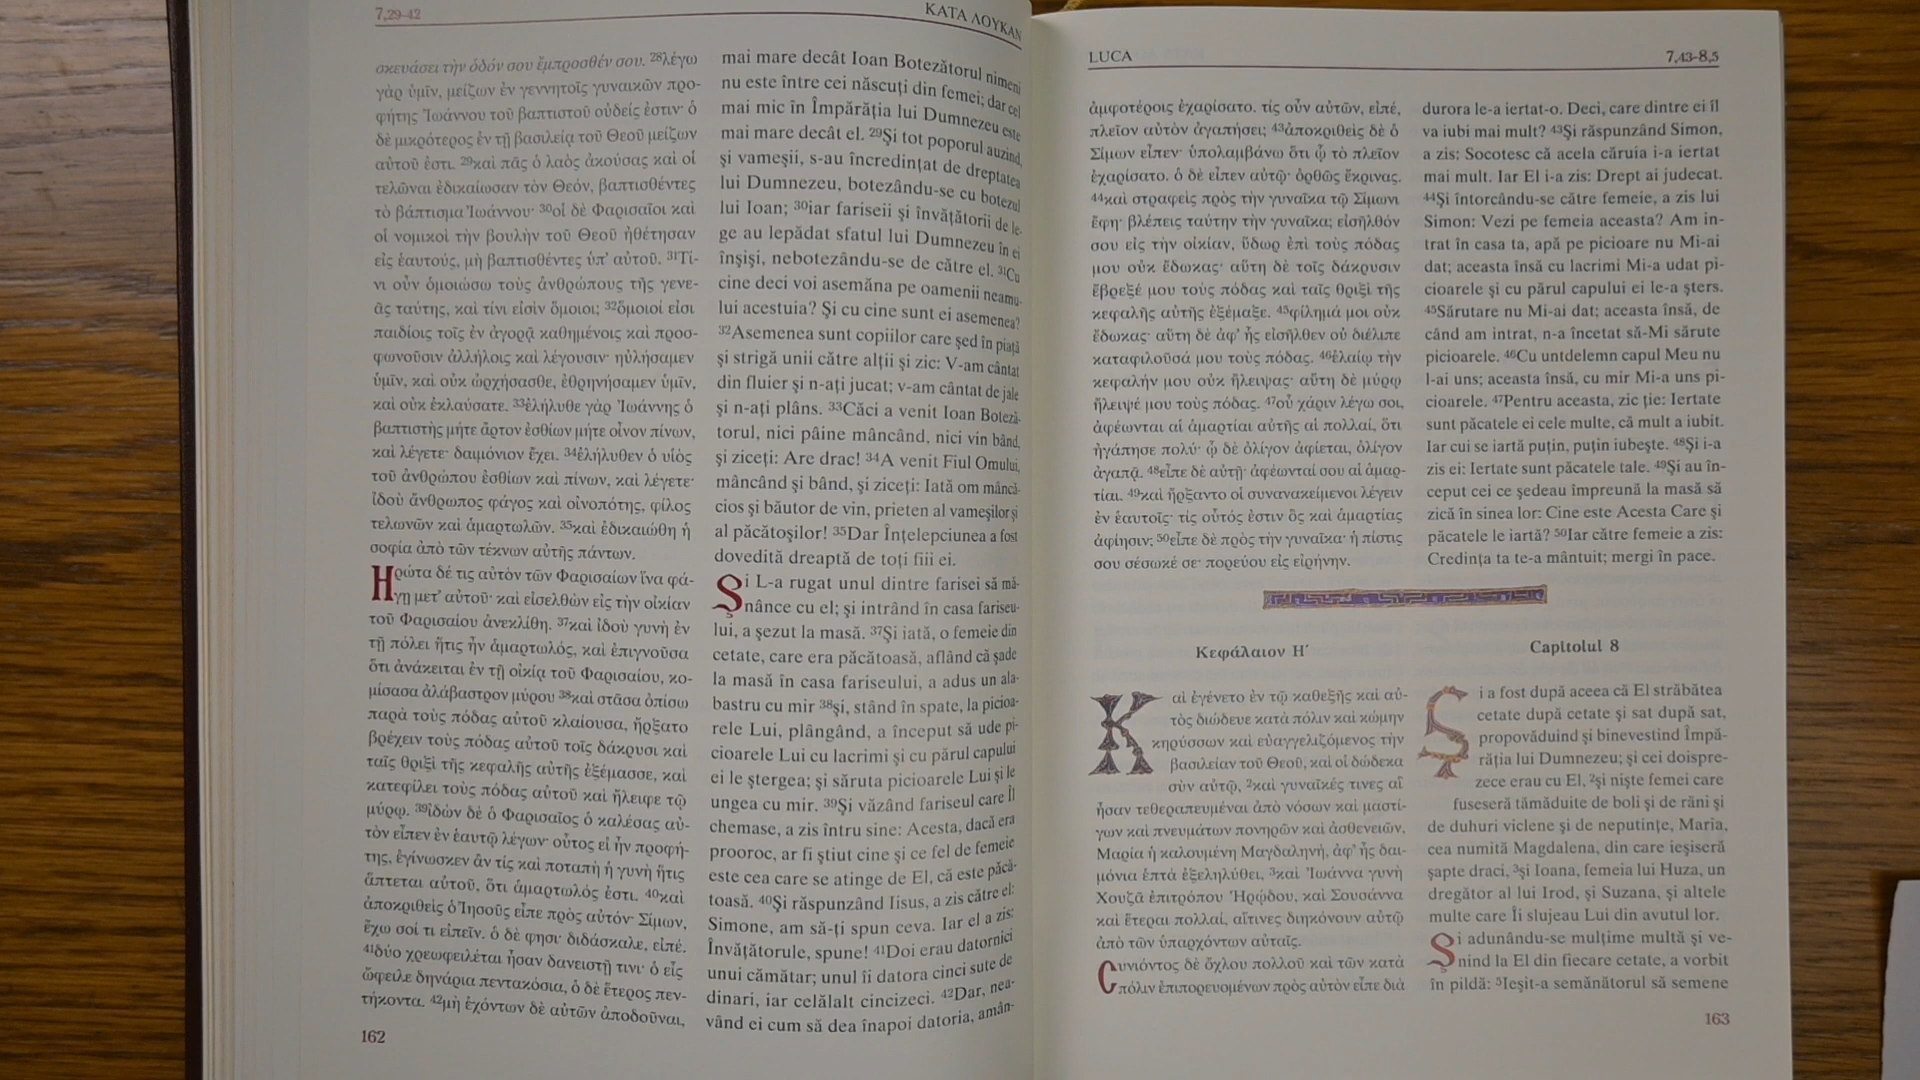 7,29-42
ΚΑΤΑ ΛΟΥΚΑΝ
σκευάσει τὴν ὁδόν σου ἔμπροσθέν σου. 28λέγω
γὰρ ὑμῖν, μείζων ἐν γεννητοῖς γυναικῶν προ-
φήτης Ἰωάννου τοῦ βαπτιστοῦ οὐδείς ἐστιν· ὁ
δὲ μικρότερος ἐν τῇ βασιλείᾳ τοῦ Θεοῦ μείζων
αὐτοῦ ἐστι. 29καὶ πᾶς ὁ λαὸς ἀκούσας καὶ οἱ
τελῶναι ἐδικαίωσαν τὸν Θεόν, βαπτισθέντες
τὸ βάπτισμα Ἰωάννου· 30οἱ δὲ Φαρισαῖοι καὶ
οἱ νομικοὶ τὴν βουλὴν τοῦ Θεοῦ ἠθέτησαν
εἰς ἑαυτούς, μὴ βαπτισθέντες ὑπ' αὐτοῦ. 31Τί-
νι οὖν ὁμοιώσω τοὺς ἀνθρώπους τῆς γενε-
ᾶς ταύτης, καὶ τίνι εἰσὶν ὅμοιοι; 32ὅμοιοί εἰσι
παιδίοις τοῖς ἐν ἀγορᾷ καθημένοις καὶ προσ-
φωνοῦσιν ἀλλήλοις καὶ λέγουσιν· ηὐλήσαμεν
ὑμῖν, καὶ οὐκ ὠρχήσασθε, ἐθρηνήσαμεν ὑμῖν,
καὶ οὐκ ἐκλαύσατε. 33ἐλήλυθε γὰρ Ἰωάννης ὁ
βαπτιστὴς μήτε ἄρτον ἐσθίων μήτε οἶνον πίνων,
καὶ λέγετε· δαιμόνιον ἔχει. 34ἐλήλυθεν ὁ υἱὸς
τοῦ ἀνθρώπου ἐσθίων καὶ πίνων, καὶ λέγετε·
ἰδοὺ ἄνθρωπος φάγος καὶ οἰνοπότης, φίλος
τελωνῶν καὶ ἁμαρτωλῶν. 35καὶ ἐδικαιώθη ἡ
σοφία ἀπὸ τῶν τέκνων αὐτῆς πάντων.
Ἠρώτα δέ τις αὐτὸν τῶν Φαρισαίων ἵνα φά-
γῃ μετ' αὐτοῦ· καὶ εἰσελθὼν εἰς τὴν οἰκίαν
τοῦ Φαρισαίου ἀνεκλίθη. 37καὶ ἰδοὺ γυνὴ ἐν
τῇ πόλει ἥτις ἦν ἁμαρτωλός, καὶ ἐπιγνοῦσα
ὅτι ἀνάκειται ἐν τῇ οἰκίᾳ τοῦ Φαρισαίου, κο-
μίσασα ἀλάβαστρον μύρου 38καὶ στᾶσα ὀπίσω
παρὰ τοὺς πόδας αὐτοῦ κλαίουσα, ἤρξατο
βρέχειν τοὺς πόδας αὐτοῦ τοῖς δάκρυσι καὶ
ταῖς θριξὶ τῆς κεφαλῆς αὐτῆς ἐξέμασσε, καὶ
κατεφίλει τοὺς πόδας αὐτοῦ καὶ ἤλειφε τῷ
μύρῳ. 39ἰδὼν δὲ ὁ Φαρισαῖος ὁ καλέσας αὐ-
τὸν εἶπεν ἐν ἑαυτῷ λέγων· οὗτος εἰ ἦν προφή-
της, ἐγίνωσκεν ἂν τίς καὶ ποταπὴ ἡ γυνὴ ἥτις
ἅπτεται αὐτοῦ, ὅτι ἁμαρτωλός ἐστι. 40καὶ
ἀποκριθεὶς ὁ Ἰησοῦς εἶπε πρὸς αὐτόν· Σίμων,
ἔχω σοί τι εἰπεῖν. ὁ δὲ φησι· διδάσκαλε, εἰπέ.
41δύο χρεωφειλέται ἦσαν δανειστῇ τινι· ὁ εἷς
ὤφειλε δηνάρια πεντακόσια, ὁ δὲ ἕτερος πεν-
τήκοντα. 42μὴ ἐχόντων δὲ αὐτῶν ἀποδοῦναι,
162
mai mare decât Ioan Botezătorul nimeni
nu este între cei născuţi din femei; dar cel
mai mic în Împărăţia lui Dumnezeu este
mai mare decât el. 29Şi tot poporul auzind,
şi vameşii, s-au încredinţat de dreptatea
lui Dumnezeu, botezându-se cu botezul
lui Ioan; 30iar fariseii şi învăţătorii de le-
ge au lepădat sfatul lui Dumnezeu în ei
înşişi, nebotezându-se de către el. 31Cu
cine deci voi asemăna pe oamenii neamu-
lui acestuia? Şi cu cine sunt ei asemenea?
32Asemenea sunt copiilor care şed în piaţă
şi strigă unii către alţii şi zic: V-am cântat
din fluier şi n-aţi jucat; v-am cântat de jale
şi n-aţi plâns. 33Căci a venit Ioan Boteză-
torul, nici pâine mâncând, nici vin bând,
şi ziceţi: Are drac! 34A venit Fiul Omului,
mâncând şi bând, şi ziceţi: Iată om mâncă-
cios şi băutor de vin, prieten al vameşilor şi
al păcătoşilor! 35Dar Înţelepciunea a fost
dovedită dreaptă de toţi fiii ei.
Şi L-a rugat unul dintre farisei să mă-
nânce cu el; şi intrând în casa fariseu-
lui, a şezut la masă. 37Şi iată, o femeie din
cetate, care era păcătoasă, aflând că şade
la masă în casa fariseului, a adus un ala-
bastru cu mir 38şi, stând în spate, la picioa-
rele Lui, plângând, a început să ude pi-
cioarele Lui cu lacrimi şi cu părul capului
ei le ştergea; şi săruta picioarele Lui şi le
ungea cu mir. 39Şi văzând fariseul care Îl
chemase, a zis întru sine: Acesta, dacă era
prooroc, ar fi ştiut cine şi ce fel de femeie
este cea care se atinge de El, că este păcă-
toasă. 40Şi răspunzând Iisus, a zis către el:
Simone, am să-ţi spun ceva. Iar el a zis:
Învăţătorule, spune! 41Doi erau datornici
unui cămătar; unul îi datora cinci sute de
dinari, iar celălalt cincizeci. 42Dar, nea-
vând ei cum să dea înapoi datoria, amân-
LUCA
7,43-8,5
ἀμφοτέροις ἐχαρίσατο. τίς οὖν αὐτῶν, εἰπέ,
πλεῖον αὐτὸν ἀγαπήσει; 43ἀποκριθεὶς δὲ ὁ
Σίμων εἶπεν· ὑπολαμβάνω ὅτι ᾧ τὸ πλεῖον
ἐχαρίσατο. ὁ δὲ εἶπεν αὐτῷ· ὀρθῶς ἔκρινας.
44καὶ στραφεὶς πρὸς τὴν γυναῖκα τῷ Σίμωνι
ἔφη· βλέπεις ταύτην τὴν γυναῖκα; εἰσῆλθόν
σου εἰς τὴν οἰκίαν, ὕδωρ ἐπὶ τοὺς πόδας
μου οὐκ ἔδωκας· αὕτη δὲ τοῖς δάκρυσιν
ἔβρεξέ μου τοὺς πόδας καὶ ταῖς θριξὶ τῆς
κεφαλῆς αὐτῆς ἐξέμαξε. 45φίλημά μοι οὐκ
ἔδωκας· αὕτη δὲ ἀφ' ἧς εἰσῆλθεν οὐ διέλιπε
καταφιλοῦσά μου τοὺς πόδας. 46ἐλαίῳ τὴν
κεφαλήν μου οὐκ ἤλειψας· αὕτη δὲ μύρῳ
ἤλειψέ μου τοὺς πόδας. 47οὗ χάριν λέγω σοι,
ἀφέωνται αἱ ἁμαρτίαι αὐτῆς αἱ πολλαί, ὅτι
ἠγάπησε πολύ· ᾧ δὲ ὀλίγον ἀφίεται, ὀλίγον
ἀγαπᾷ. 48εἶπε δὲ αὐτῇ· ἀφέωνταί σου αἱ ἁμαρ-
τίαι. 49καὶ ἤρξαντο οἱ συνανακείμενοι λέγειν
ἐν ἑαυτοῖς· τίς οὗτός ἐστιν ὃς καὶ ἁμαρτίας
ἀφίησιν; 50εἶπε δὲ πρὸς τὴν γυναῖκα· ἡ πίστις
σου σέσωκέ σε· πορεύου εἰς εἰρήνην.
durora le-a iertat-o. Deci, care dintre ei îl
va iubi mai mult? 43Şi răspunzând Simon,
a zis: Socotesc că acela căruia i-a iertat
mai mult. Iar El i-a zis: Drept ai judecat.
44Şi întorcându-se către femeie, a zis lui
Simon: Vezi pe femeia aceasta? Am in-
trat în casa ta, apă pe picioare nu Mi-ai
dat; aceasta însă cu lacrimi Mi-a udat pi-
cioarele şi cu părul capului ei le-a şters.
45Sărutare nu Mi-ai dat; aceasta însă, de
când am intrat, n-a încetat să-Mi sărute
picioarele. 46Cu untdelemn capul Meu nu
l-ai uns; aceasta însă, cu mir Mi-a uns pi-
cioarele. 47Pentru aceasta, zic ţie: Iertate
sunt păcatele ei cele multe, că mult a iubit.
Iar cui se iartă puţin, puţin iubeşte. 48Şi i-a
zis ei: Iertate sunt păcatele tale. 49Şi au în-
ceput cei ce şedeau împreună la masă să
zică în sinea lor: Cine este Acesta Care şi
păcatele le iartă? 50Iar către femeie a zis:
Credinţa ta te-a mântuit; mergi în pace.
Κεφάλαιον Η΄
Καὶ ἐγένετο ἐν τῷ καθεξῆς καὶ αὐ-
τὸς διώδευε κατὰ πόλιν καὶ κώμην
κηρύσσων καὶ εὐαγγελιζόμενος τὴν
βασιλείαν τοῦ Θεοῦ, καὶ οἱ δώδεκα
σὺν αὐτῷ, 2καὶ γυναῖκές τινες αἳ
ἦσαν τεθεραπευμέναι ἀπὸ νόσων καὶ μαστί-
γων καὶ πνευμάτων πονηρῶν καὶ ἀσθενειῶν,
Μαρία ἡ καλουμένη Μαγδαληνή, ἀφ' ἧς δαι-
μόνια ἑπτὰ ἐξεληλύθει, 3καὶ Ἰωάννα γυνὴ
Χουζᾶ ἐπιτρόπου Ἡρῴδου, καὶ Σουσάννα
καὶ ἕτεραι πολλαί, αἵτινες διηκόνουν αὐτῷ
ἀπὸ τῶν ὑπαρχόντων αὐταῖς.
Συνιόντος δὲ ὄχλου πολλοῦ καὶ τῶν κατὰ
πόλιν ἐπιπορευομένων πρὸς αὐτὸν εἶπε διὰ
Capitolul 8
Şi a fost după aceea că El străbătea
cetate după cetate şi sat după sat,
propovăduind şi binevestind Împă-
răţia lui Dumnezeu; şi cei doispre-
zece erau cu El, 2şi nişte femei care
fuseseră tămăduite de boli şi de răni şi
de duhuri viclene şi de neputinţe, Maria,
cea numită Magdalena, din care ieşiseră
şapte draci, 3şi Ioana, femeia lui Huza, un
dregător al lui Irod, şi Suzana, şi altele
multe care Îi slujeau Lui din avutul lor.
Şi adunându-se mulţime multă şi ve-
nind la El din fiecare cetate, a vorbit
în pildă: 5Ieşit-a semănătorul să semene
163